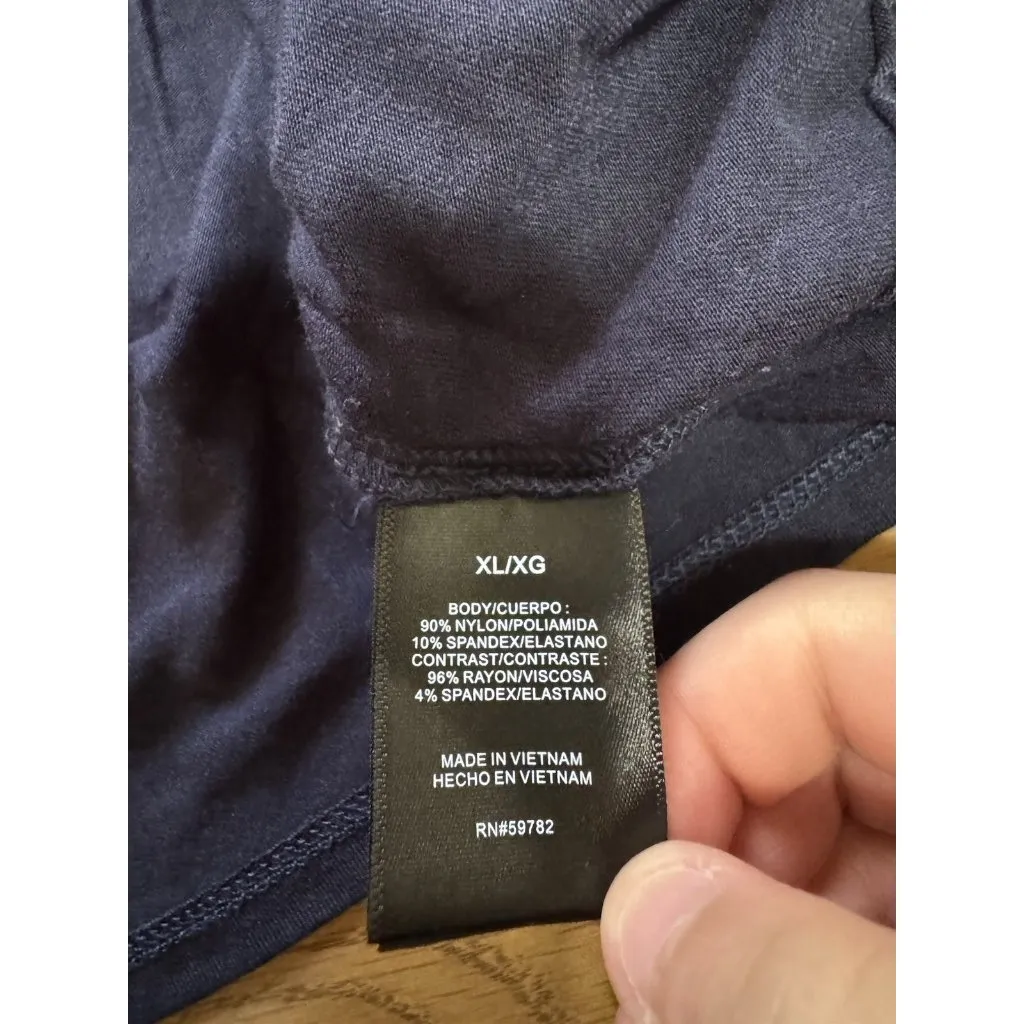 XL/XG
BODY/CUERPO :
90% NYLON/POLIAMIDA
10% SPANDEX/ELASTANO
CONTRAST/CONTRASTE :
96% RAYON/VISCOSA
4% SPANDEX/ELASTANO
MADE IN VIETNAM
HECHO EN VIETNAM
RN#59782